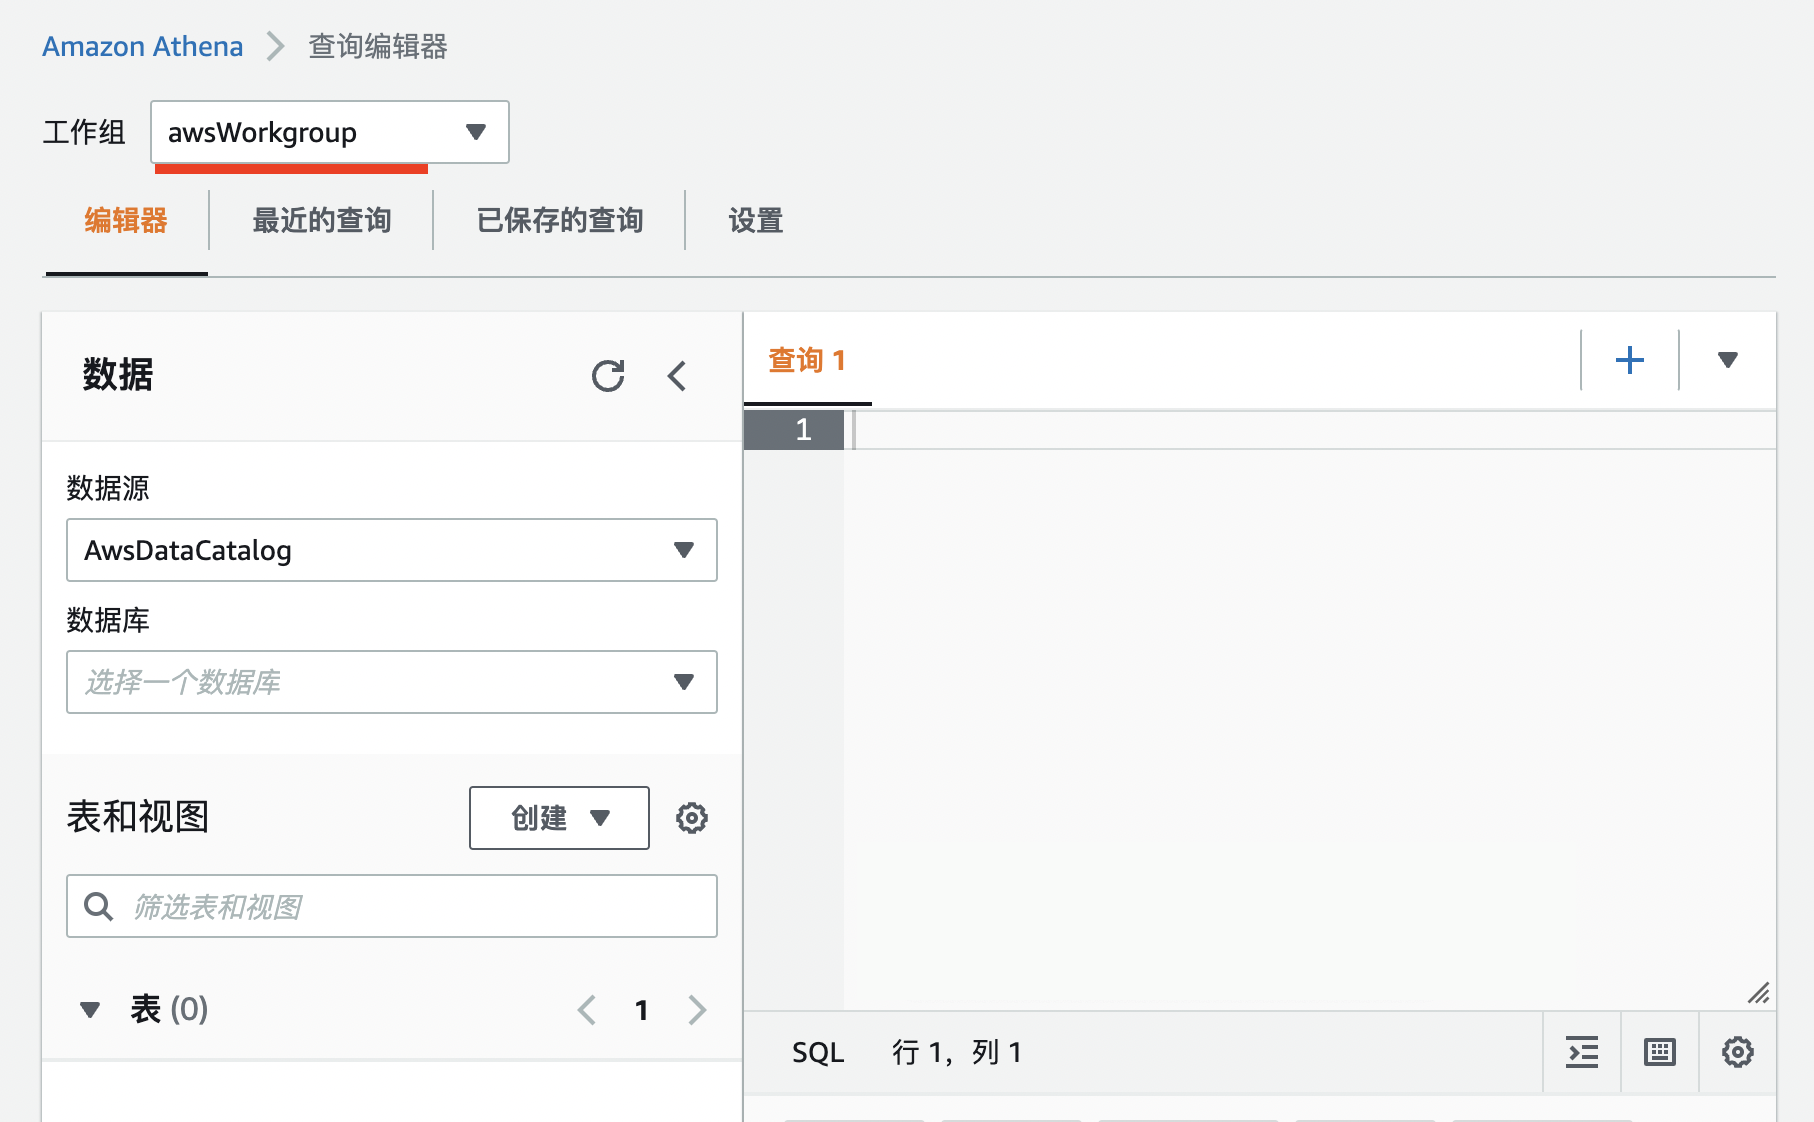 Amazon Athena > 查询编辑器
工作组 awsWorkgroup
编辑器 最近的查询 已保存的查询 设置
数据
查询 1
1
数据源
AwsDataCatalog
数据库
选择一个数据库
表和视图 创建
筛选表和视图
表 (0) 1
SQL 行 1, 列 1